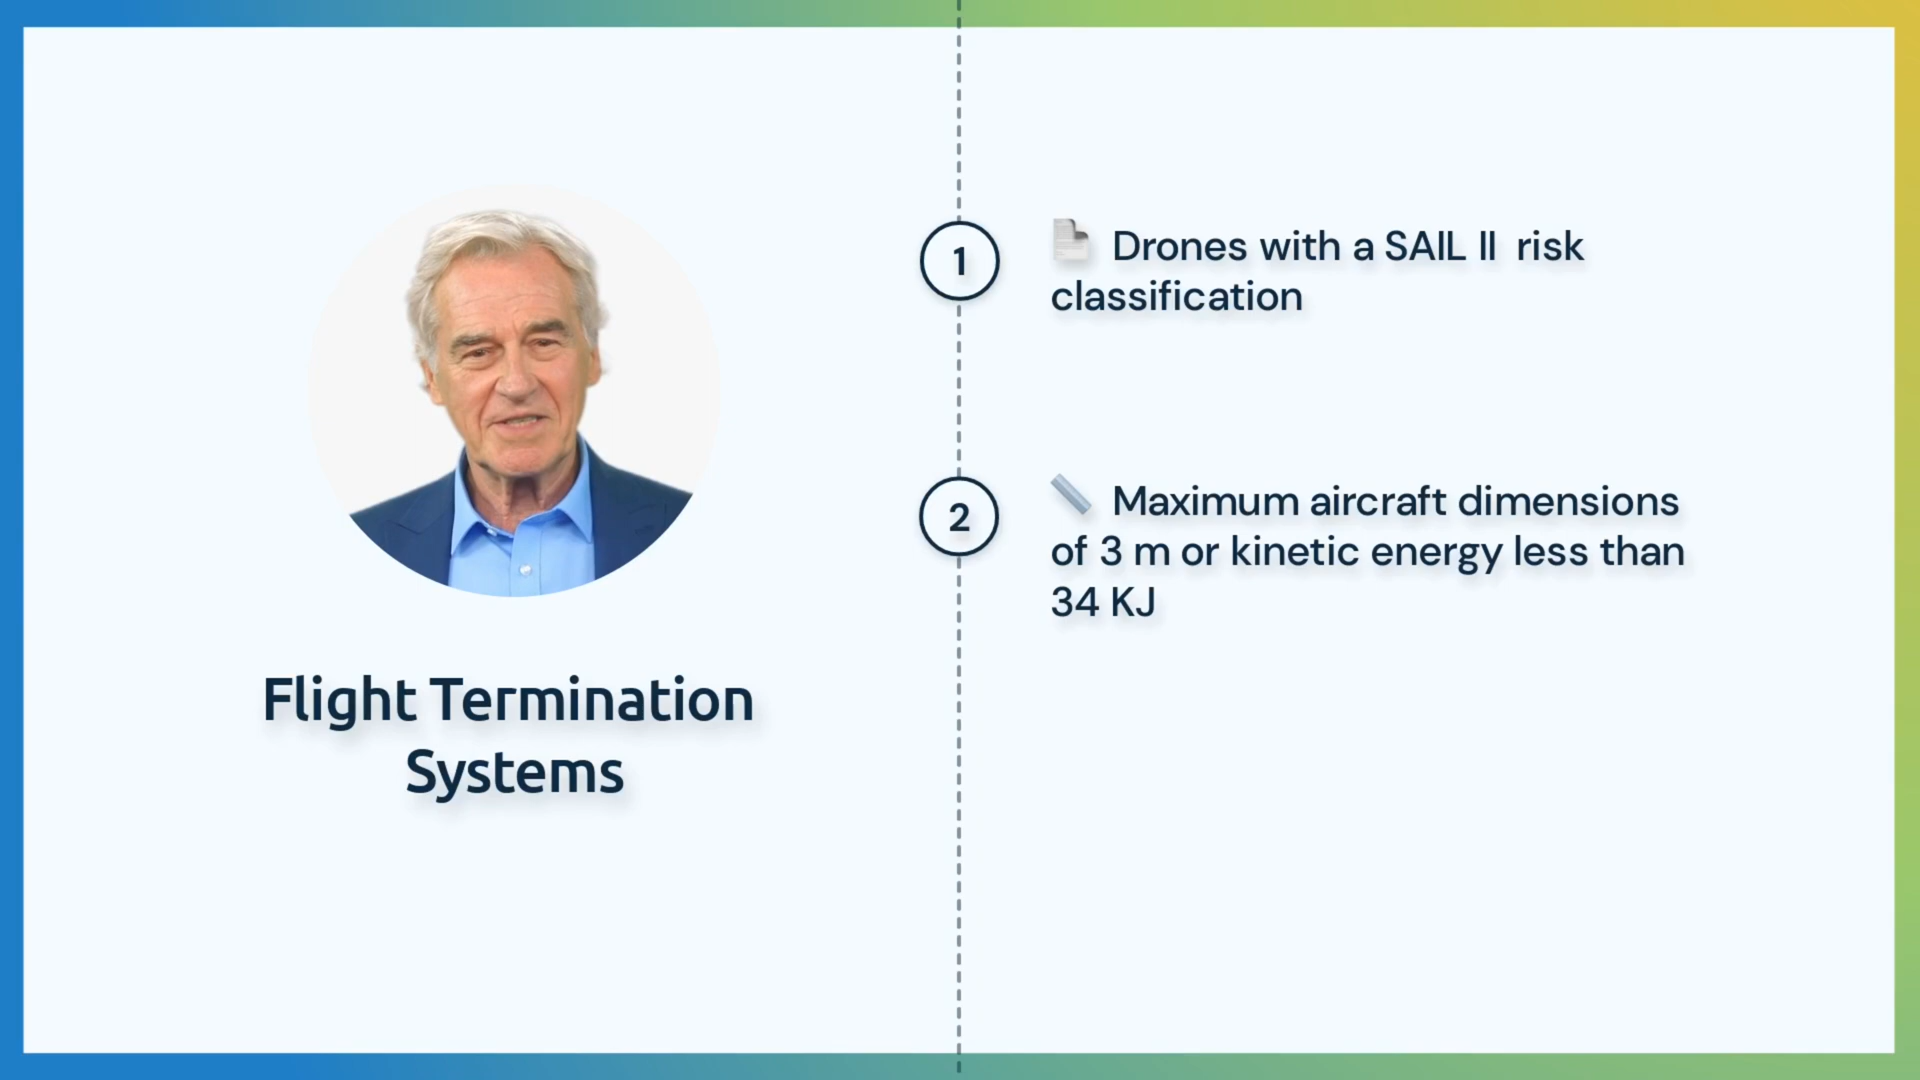 Flight Termination
Systems
1
Drones with a SAIL II risk
classification
2
Maximum aircraft dimensions
of 3 m or kinetic energy less than
34 KJ